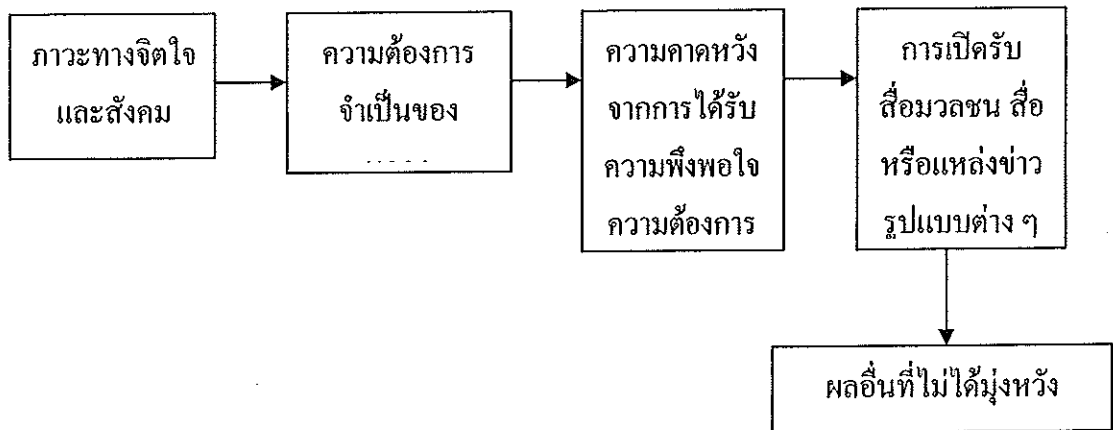 ภาวะทางจิตใจ
และสังคม
ความต้องการ
จำเป็นของ
ความคาดหวัง
จากการได้รับ
ความพึงพอใจ
ความต้องการ
การเปิดรับ
สื่อมวลชน สื่อ
หรือแหล่งข่าว
รูปแบบต่าง ๆ
ผลอื่นที่ไม่ได้มุ่งหวัง